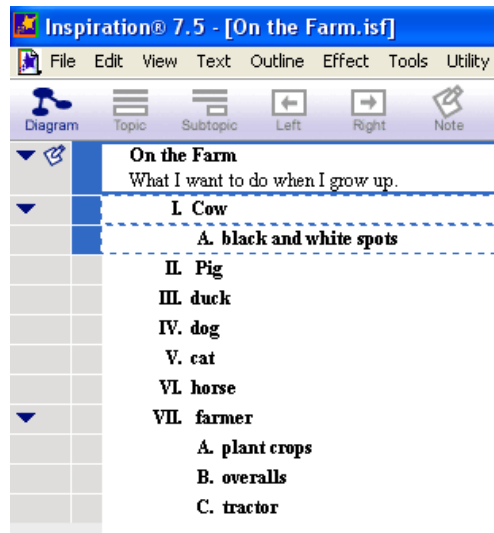 Inspiration® 7.5 - [On the Farm.isf]
File Edit View Text Outline Effect Tools Utility
Diagram Topic Subtopic Left Right Note
On the Farm
What I want to do when I grow up.
I. Cow
A. black and white spots
II. Pig
III. duck
IV. dog
V. cat
VI. horse
VII. farmer
A. plant crops
B. overalls
C. tractor